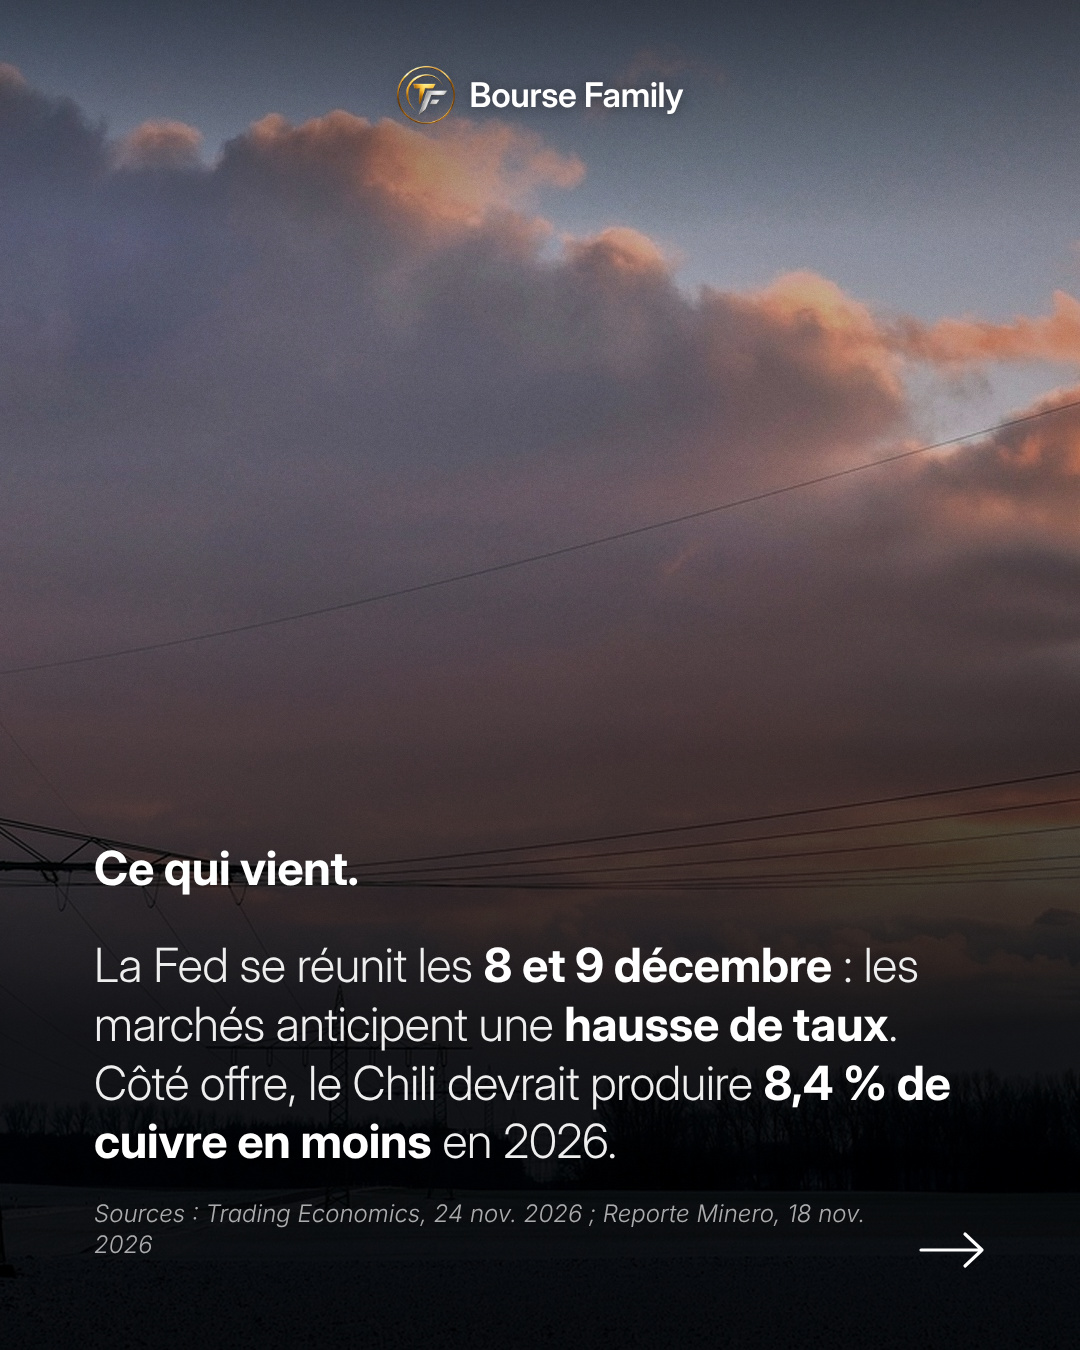 TF Bourse Family
Ce qui vient.
La Fed se réunit les 8 et 9 décembre : les
marchés anticipent une hausse de taux.
Côté offre, le Chili devrait produire 8,4 % de
cuivre en moins en 2026.
Sources : Trading Economics, 24 nov. 2026 ; Reporte Minero, 18 nov.
2026